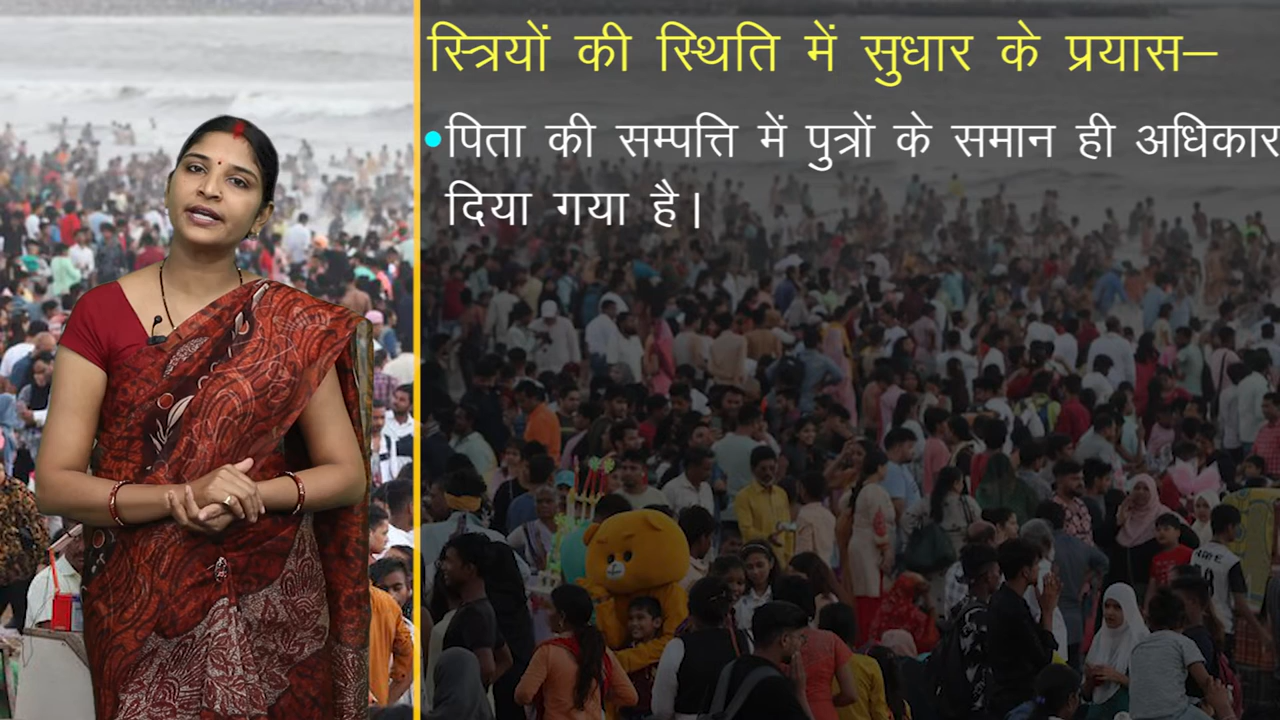 स्त्रियों की स्थिति में सुधार के प्रयास–
•पिता की सम्पत्ति में पुत्रों के समान ही अधिकार
दिया गया है।